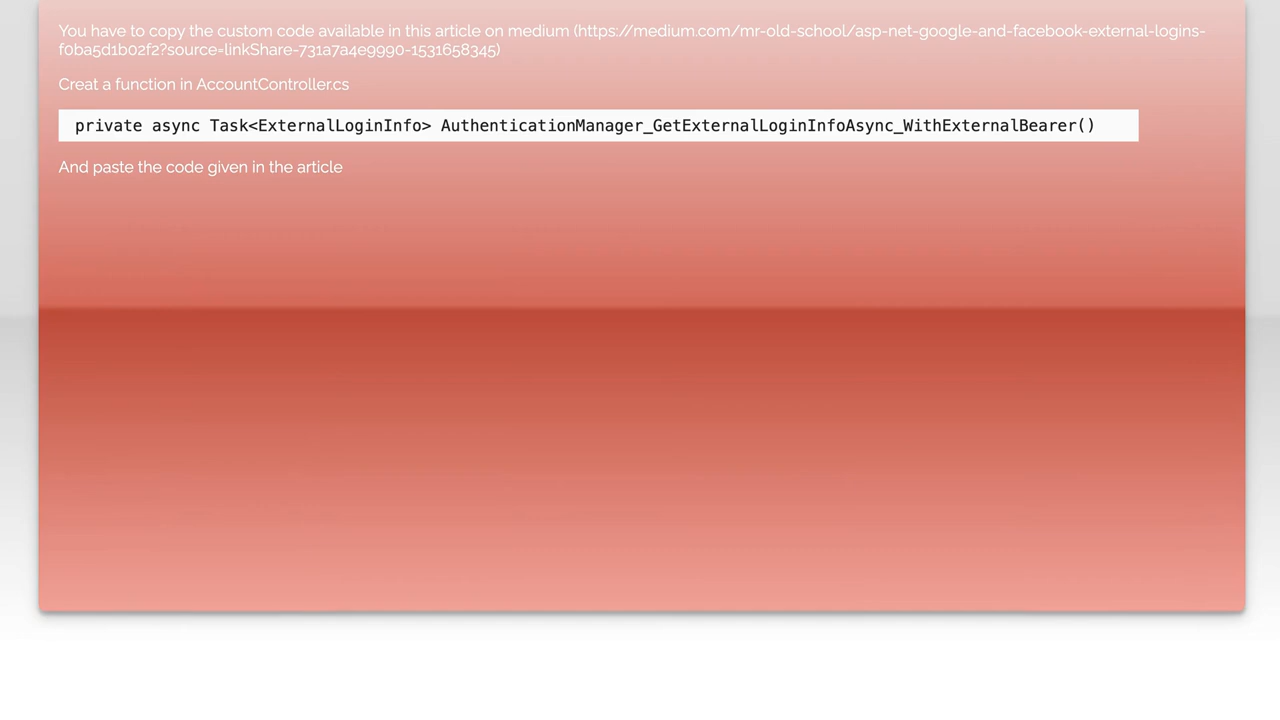 You have to copy the custom code available in this article on medium (https://medium.com/mr-old-school/asp-net-google-and-facebook-external-logins-
f0ba5d1b02f2?source=linkShare-731a7a4e9990-1531658345)
Creat a function in AccountController.cs
private async Task<ExternalLoginInfo> AuthenticationManager_GetExternalLoginInfoAsync_WithExternalBearer()
And paste the code given in the article